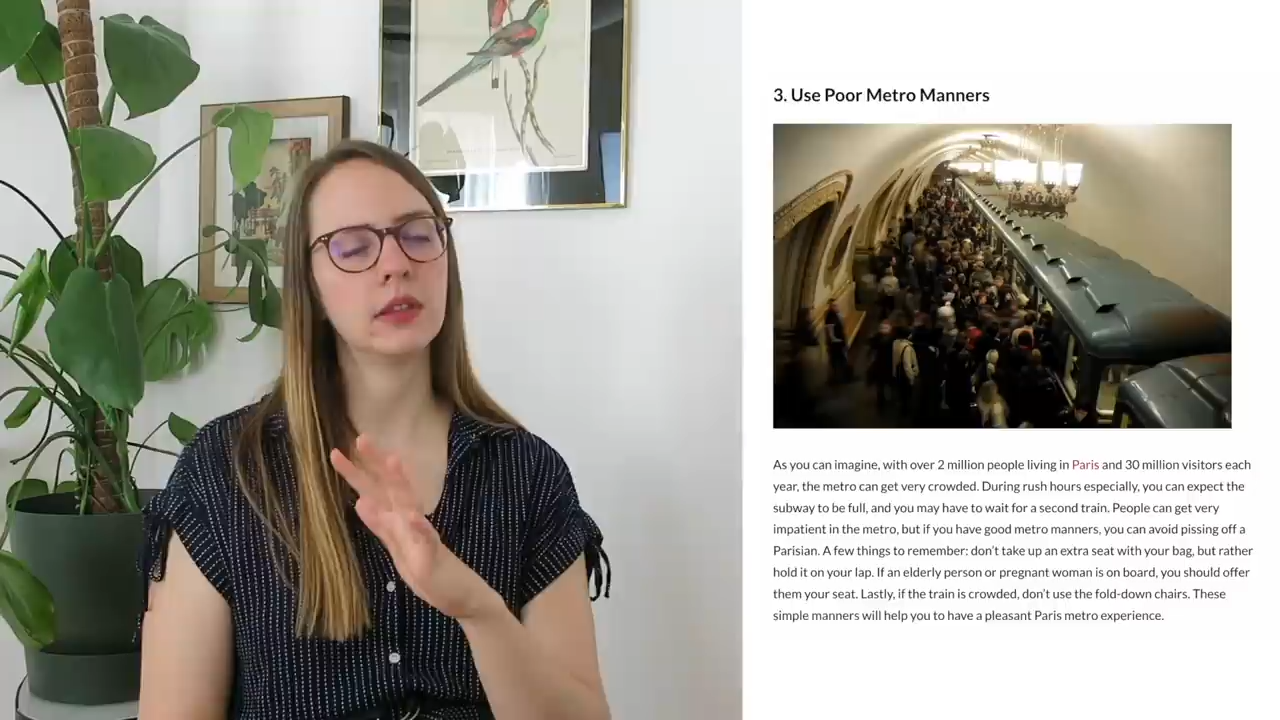 3. Use Poor Metro Manners
As you can imagine, with over 2 million people living in Paris and 30 million visitors each
year, the metro can get very crowded. During rush hours especially, you can expect the
subway to be full, and you may have to wait for a second train. People can get very
impatient in the metro, but if you have good metro manners, you can avoid pissing off a
Parisian. A few things to remember: don't take up an extra seat with your bag, but rather
hold it on your lap. If an elderly person or pregnant woman is on board, you should offer
them your seat. Lastly, if the train is crowded, don't use the fold-down chairs. These
simple manners will help you to have a pleasant Paris metro experience.